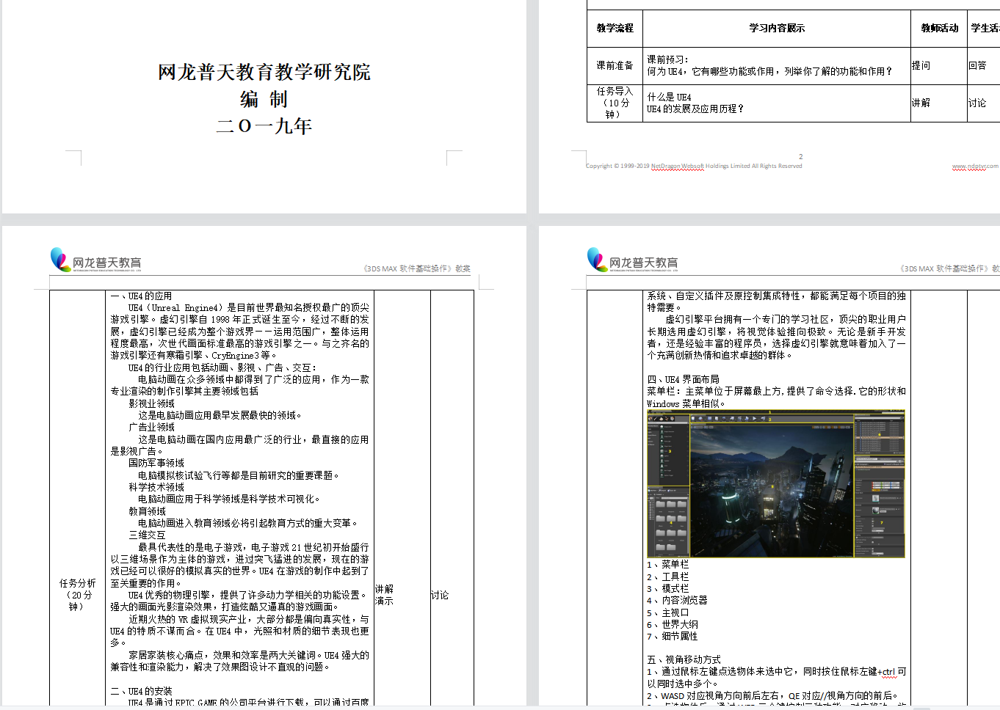 网龙普天教育教学研究院
编 制
二〇一九年
教学流程
学习内容展示
教师活动
学生活
课前准备
课前预习：
何为 UE4，它有哪些功能或作用，列举你了解的功能和作用？
提问
回答
任务导入
（10 分
钟）
什么是 UE4
UE4 的发展及应用历程？
讲解
讨论
2
Copyright © 1999-2019 NetDragon Websoft Holdings Limited All Rights Reserved
www.ndptvr.com
网龙普天教育
《3DS MAX 软件基础操作》教案
一、UE4 的应用
UE4（Unreal Engine4）是目前世界最知名授权最广的顶尖
游戏引擎。虚幻引擎自 1998 年正式诞生至今，经过不断的发
展，虚幻引擎已经成为整个游戏界——运用范围广，整体运用
程度最高，次世代画面标准最高的游戏引擎之一。与之齐名的
游戏引擎还有寒霜引擎、CryEngine3 等。
UE4 的行业应用包括动画、影视、广告、交互：
电脑动画在众多领域中都得到了广泛的应用，作为一款
专业渲染的制作引擎其主要领域包括
影视业领域
这是电脑动画应用最早发展最快的领域。
广告业领域
这是电脑动画在国内应用最广泛的行业，最直接的应用
是影视广告。
国防军事领域
电脑模拟核试验飞行等都是目前研究的重要课题。
科学技术领域
电脑动画应用于科学领域是科学技术可视化。
教育领域
电脑动画进入教育领域必将引起教育方式的重大变革。
三维交互
最具代表性的是电子游戏，电子游戏 21 世纪初开始盛行
以三维场景作为主体的游戏，进过突飞猛进的发展，现在的游
戏已经可以很好的模拟真实的世界。UE4 在游戏的制作中起到了
至关重要的作用。
UE4 优秀的物理引擎，提供了许多动力学相关的功能设置。
强大的画面光影渲染效果，打造炫酷又逼真的游戏画面。
近期火热的 VR 虚拟现实产业，大部分都是偏向真实性，与
UE4 的特质不谋而合。在 UE4 中，光照和材质的细节表现也更
多。
家居家装核心痛点，效果和效率是两大关键词。UE4 强大的
兼容性和渲染能力，解决了效果图设计不直观的问题。
二、UE4 的安装
UE4 是通过 EPIC GAME 的公司平台进行下载，可以通过百度
任务分析
（20 分
钟）
讲解
演示
讨论
网龙普天教育
《3DS MAX 软件基础操作》教
系统、自定义插件及原控制集成特性，都能满足每个项目的独
特需要。
虚幻引擎平台拥有一个专门的学习社区，顶尖的职业用户
长期选用虚幻引擎，将视觉体验推向极致。无论是新手开发
者，还是经验丰富的程序员，选择虚幻引擎就意味着加入了一
个充满创新热情和追求卓越的群体。
四、UE4 界面布局
菜单栏：主菜单位于屏幕最上方,提供了命令选择.它的形状和
Windows 菜单相似。
1、菜单栏
2、工具栏
3、模式栏
4、内容浏览器
5、主视口
6、世界大纲
7、细节属性
五、视角移动方式
1、通过鼠标左键点选物体来选中它，同时按住鼠标左键+ctrl 可
以同时选中多个。
2、WASD 对应视角方向前后左右，QE 对应//视角方向的前后。